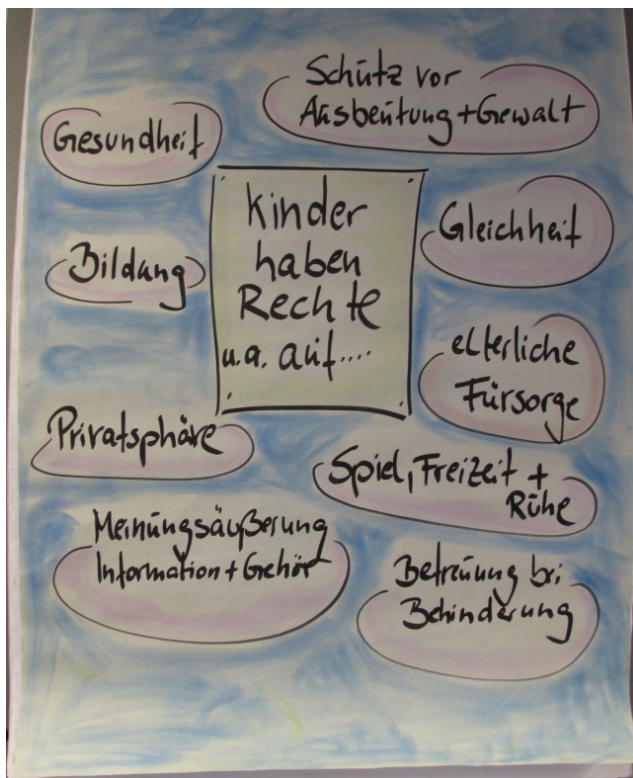 Schutz vor
Ausbeutung + Gewalt
Gesundheit
Kinder
haben
Rechte
u.a. auf....
Gleichheit
Bildung
elterliche
Fürsorge
Privatsphäre
Spiel, Freizeit +
Ruhe
Meinungsäußerung
Information + Gehör
Betreuung bei
Behinderung